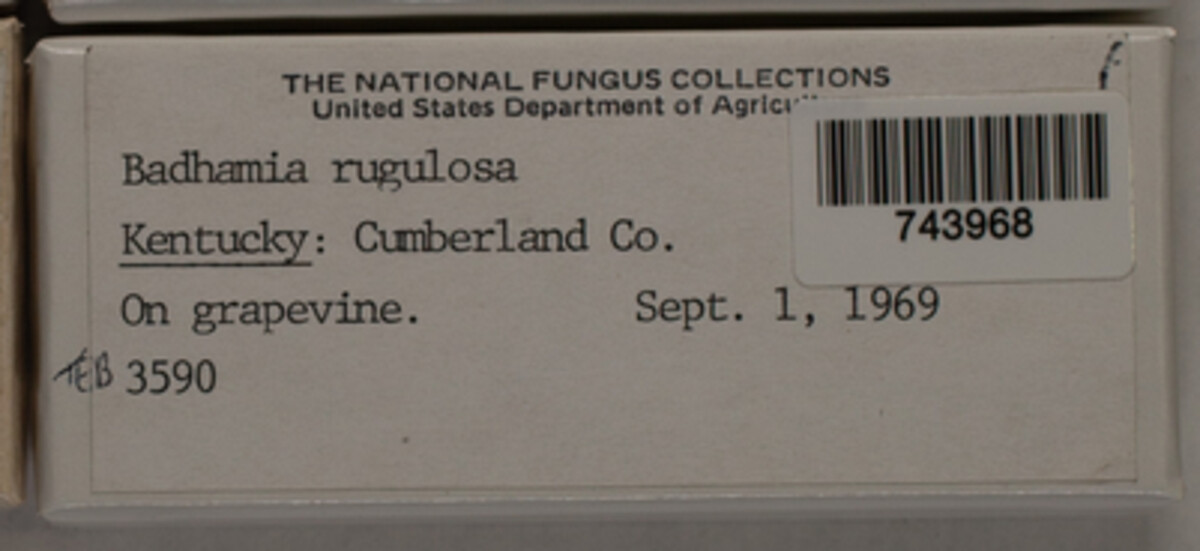 THE NATIONAL FUNGUS COLLECTIONS
United States Department of
Badhamia rugulosa
743968
Kentucky: Cumberland Co.
On grapevine. Sept. 1, 1969
TEB 3590